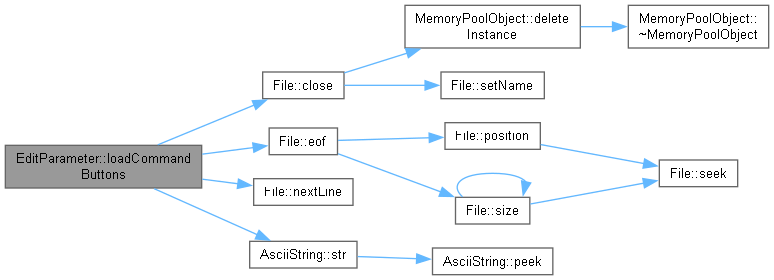 EditParameter::loadCommand
Buttons
File::close
MemoryPoolObject::delete
Instance
MemoryPoolObject::
~MemoryPoolObject
File::setName
File::eof
File::position
File::size
File::seek
File::nextLine
AsciiString::str
AsciiString::peek